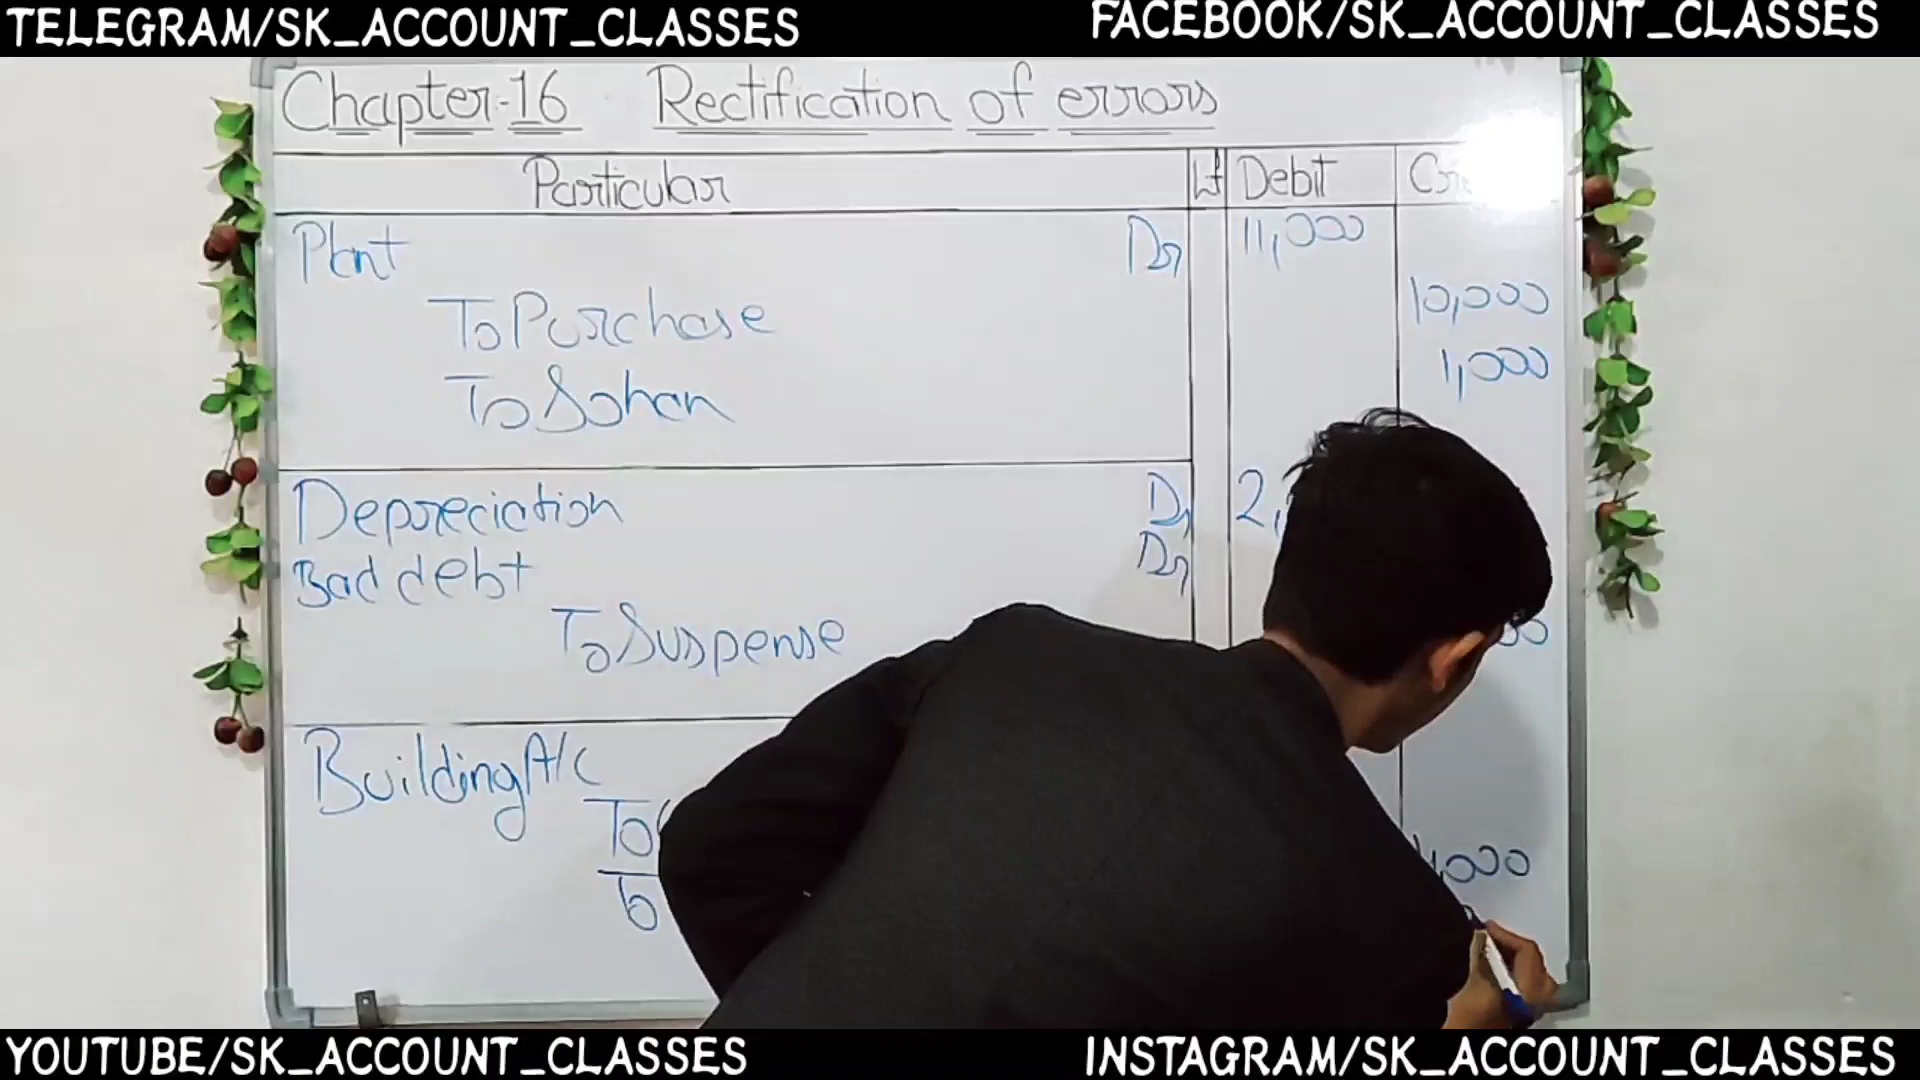 TELEGRAM/SK_ACCOUNT_CLASSES
FACEBOOK/SK_ACCOUNT_CLASSES
Chapter-16 Rectification of errors
Particular Lf Debit
Plant Dr 11,000
To Purchase 10,000
To Sohan 1,000
Depreciation Dr 2,
Bad debt Dr
To Suspense
Building A/C
To ,000
To
YOUTUBE/SK_ACCOUNT_CLASSES
INSTAGRAM/SK_ACCOUNT_CLASSES